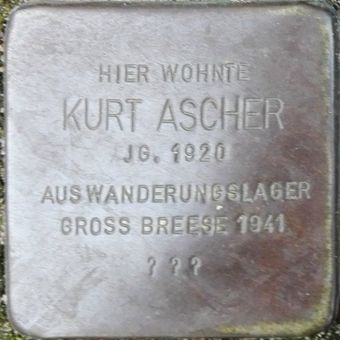 HIER WOHNTE
KURT ASCHER
JG. 1920
AUSWANDERUNGSLAGER
GROSS BREESE 1941
? ? ?